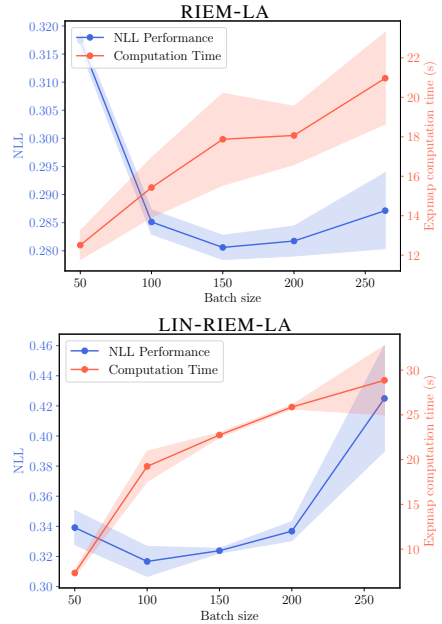 RIEM-LA
0.320
0.315
0.310
0.305
0.300
0.295
0.290
0.285
0.280
NLL
NLL Performance
Computation Time
22
20
18
16
14
12
Expmap computation time (s)
50 100 150 200 250
Batch size
LIN-RIEM-LA
0.46
0.44
0.42
0.40
0.38
0.36
0.34
0.32
0.30
NLL
NLL Performance
Computation Time
30
25
20
15
10
Expmap computation time (s)
50 100 150 200 250
Batch size